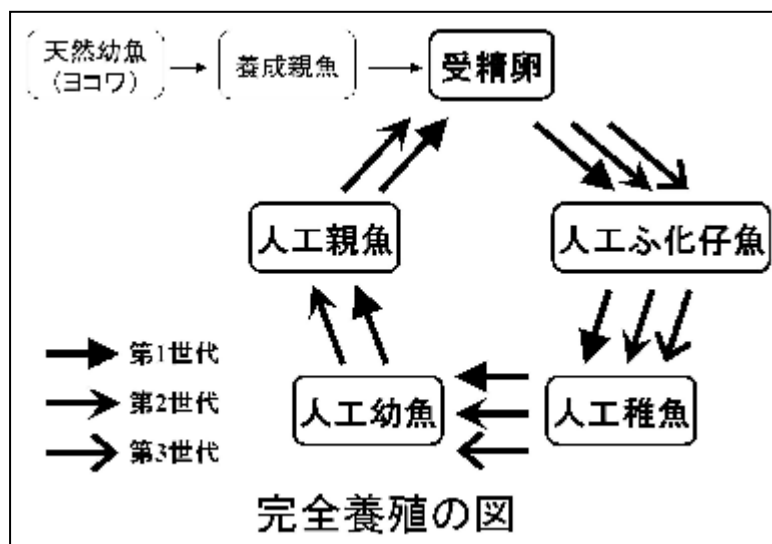 天然幼魚
(ヨコワ)
養成親魚
受精卵
人工親魚
人工ふ化仔魚
人工幼魚
人工稚魚
第1世代
第2世代
第3世代
完全養殖の図